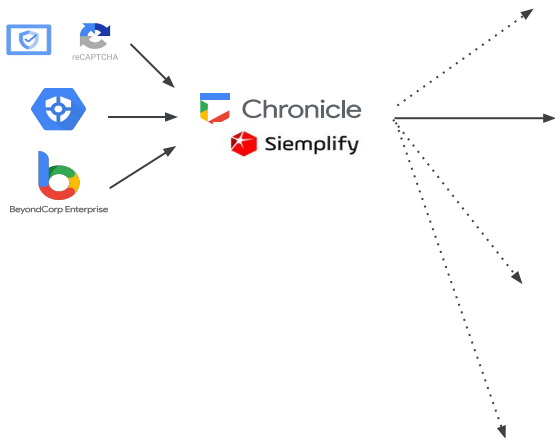 reCAPTCHA
Chronicle
Siemplify
BeyondCorp Enterprise